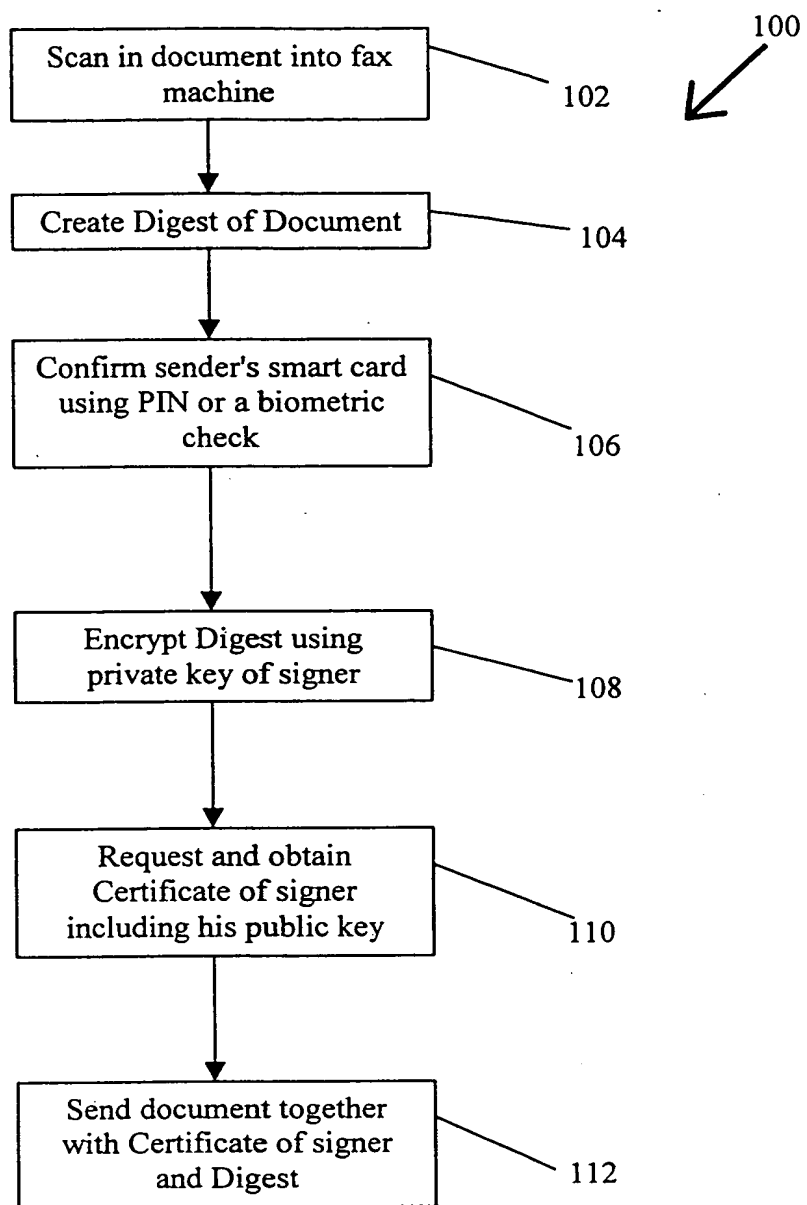 100
Scan in document into fax
machine
102
Create Digest of Document
104
Confirm sender's smart card
using PIN or a biometric
check
106
Encrypt Digest using
private key of signer
108
Request and obtain
Certificate of signer
including his public key
110
Send document together
with Certificate of signer
and Digest
112